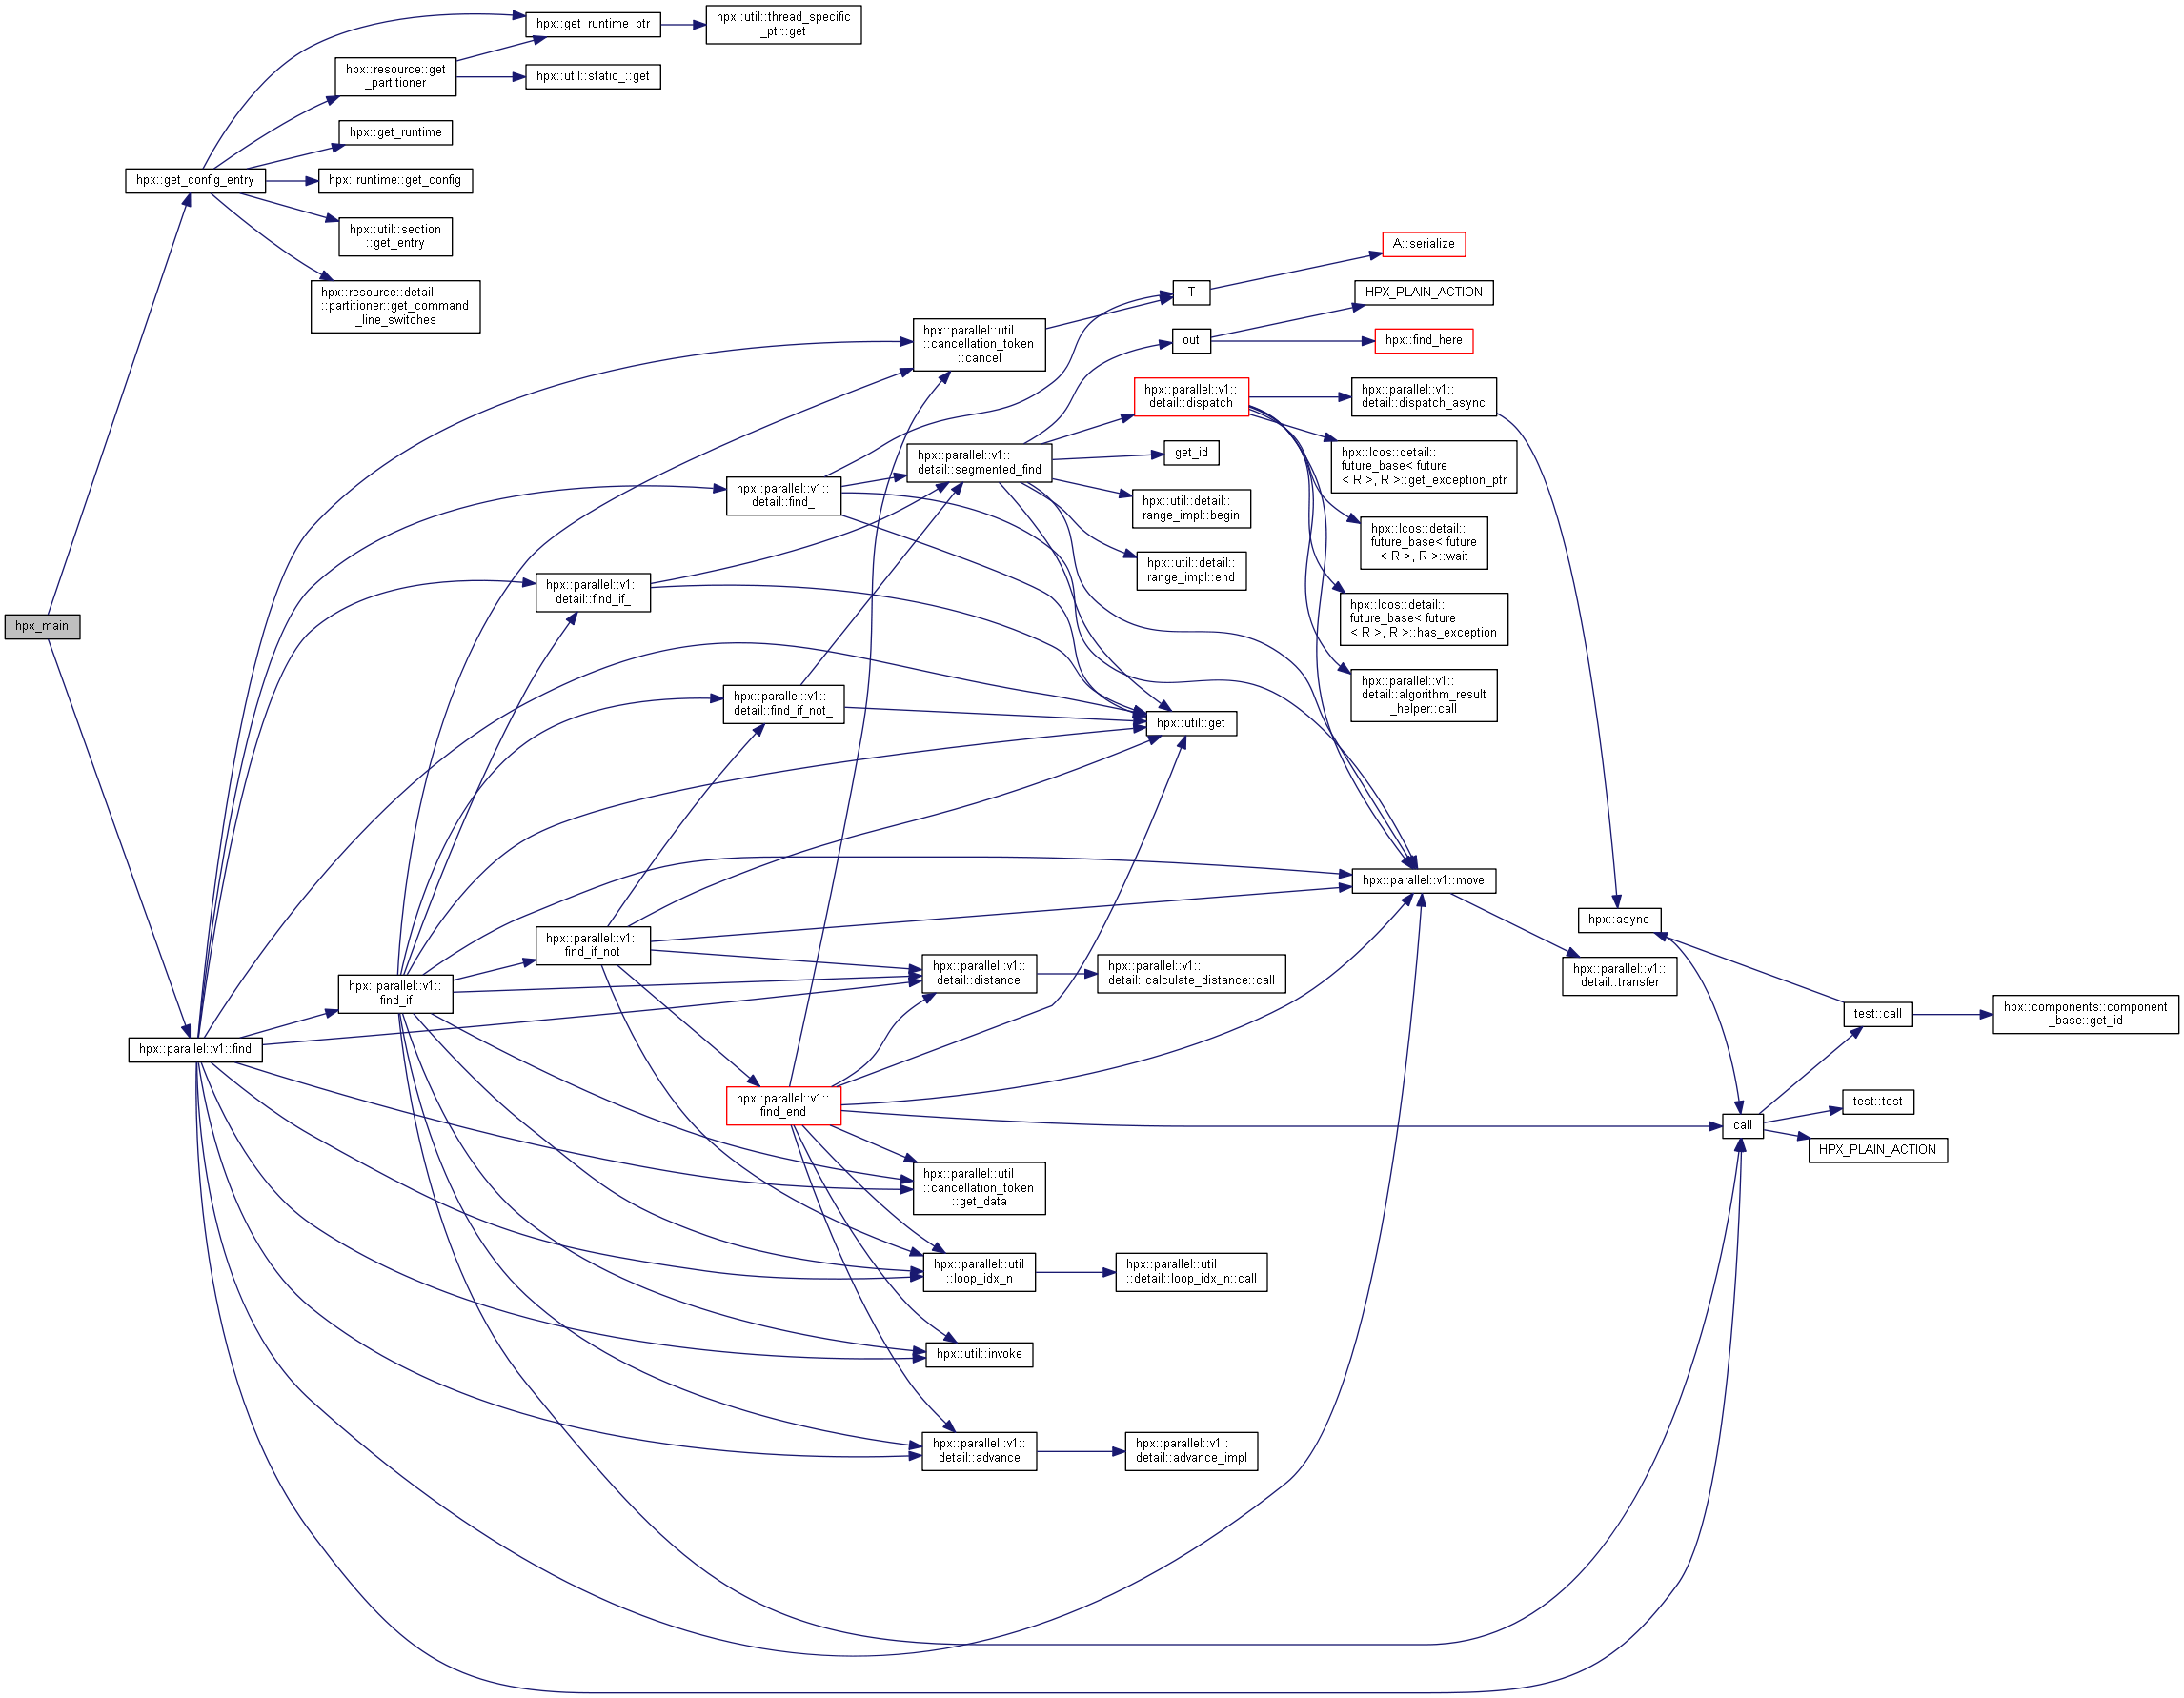 hpx::get_runtime_ptr
hpx::util::thread_specific
_ptr::get
hpx::resource::get
_partitioner
hpx::util::static_::get
hpx::get_runtime
hpx::get_config_entry
hpx::runtime::get_config
hpx::util::section
::get_entry
hpx::resource::detail
::partitioner::get_command
_line_switches
A::serialize
T
HPX_PLAIN_ACTION
hpx::parallel::util
::cancellation_token
::cancel
out
hpx::find_here
hpx::parallel::v1::
detail::dispatch
hpx::parallel::v1::
detail::dispatch_async
hpx::parallel::v1::
detail::segmented_find
get_id
hpx::lcos::detail::
future_base< future
< R >, R >::get_exception_ptr
hpx::parallel::v1::
detail::find_
hpx::util::detail::
range_impl::begin
hpx::lcos::detail::
future_base< future
< R >, R >::wait
hpx::util::detail::
range_impl::end
hpx::parallel::v1::
detail::find_if_
hpx::lcos::detail::
future_base< future
< R >, R >::has_exception
hpx_main
hpx::parallel::v1::
detail::find_if_not_
hpx::parallel::v1::
detail::algorithm_result
_helper::call
hpx::util::get
hpx::parallel::v1::move
hpx::async
hpx::parallel::v1::
find_if_not
hpx::parallel::v1::
detail::distance
hpx::parallel::v1::
detail::calculate_distance::call
hpx::parallel::v1::
detail::transfer
hpx::parallel::v1::
find_if
test::call
hpx::components::component
_base::get_id
hpx::parallel::v1::find
hpx::parallel::v1::
find_end
test::test
call
HPX_PLAIN_ACTION
hpx::parallel::util
::cancellation_token
::get_data
hpx::parallel::util
::loop_idx_n
hpx::parallel::util
::detail::loop_idx_n::call
hpx::util::invoke
hpx::parallel::v1::
detail::advance
hpx::parallel::v1::
detail::advance_impl